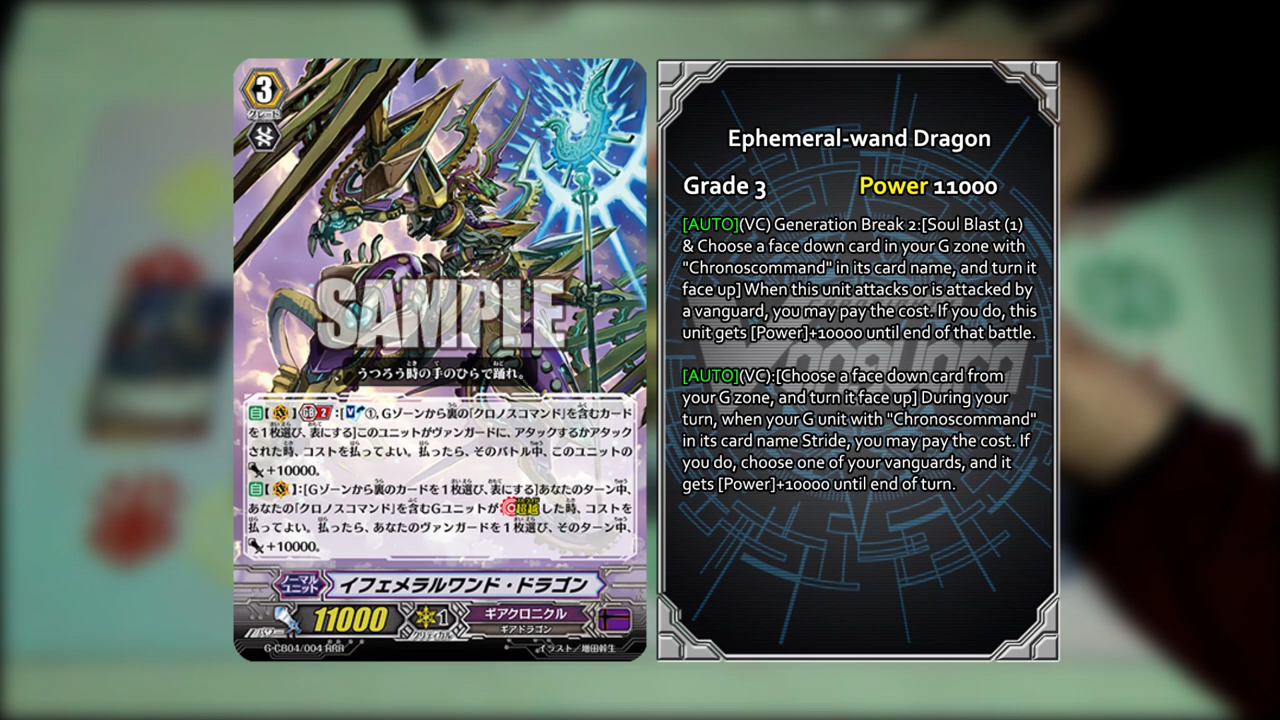 3
グレード
SAMPLE
うつろう時の手のひらで踊れ。
【 】GB2:[V①,Gゾーンから裏の「クロノスコマンド」を含むカード
を1枚選び、表にする]このユニットがヴァンガードに、アタックするかアタック
された時、コストを払ってよい。払ったら、そのバトル中、このユニットの
+10000。
【 】:[Gゾーンから裏のカードを1枚選び、表にする]あなたのターン中、
あなたの「クロノスコマンド」を含むGユニットが超越した時、コストを
払ってよい。払ったら、あなたのヴァンガードを1枚選び、そのターン中、
+10000。
ノーマルユニット
イフェメラルワンド・ドラゴン
パワー 11000
1
クリティカル
ギアクロニクル
ギアドラゴン
G-CB04/004 RRR
イラスト/増田幹生
Ephemeral-wand Dragon
Grade 3 Power 11000
[AUTO](VC) Generation Break 2:[Soul Blast (1)
& Choose a face down card in your G zone with
"Chronoscommand" in its card name, and turn it
face up] When this unit attacks or is attacked by
a vanguard, you may pay the cost. If you do, this
unit gets [Power]+10000 until end of that battle.
[AUTO](VC):[Choose a face down card from
your G zone, and turn it face up] During your
turn, when your G unit with "Chronoscommand"
in its card name Stride, you may pay the cost. If
you do, choose one of your vanguards, and it
gets [Power]+10000 until end of turn.
Vanguard